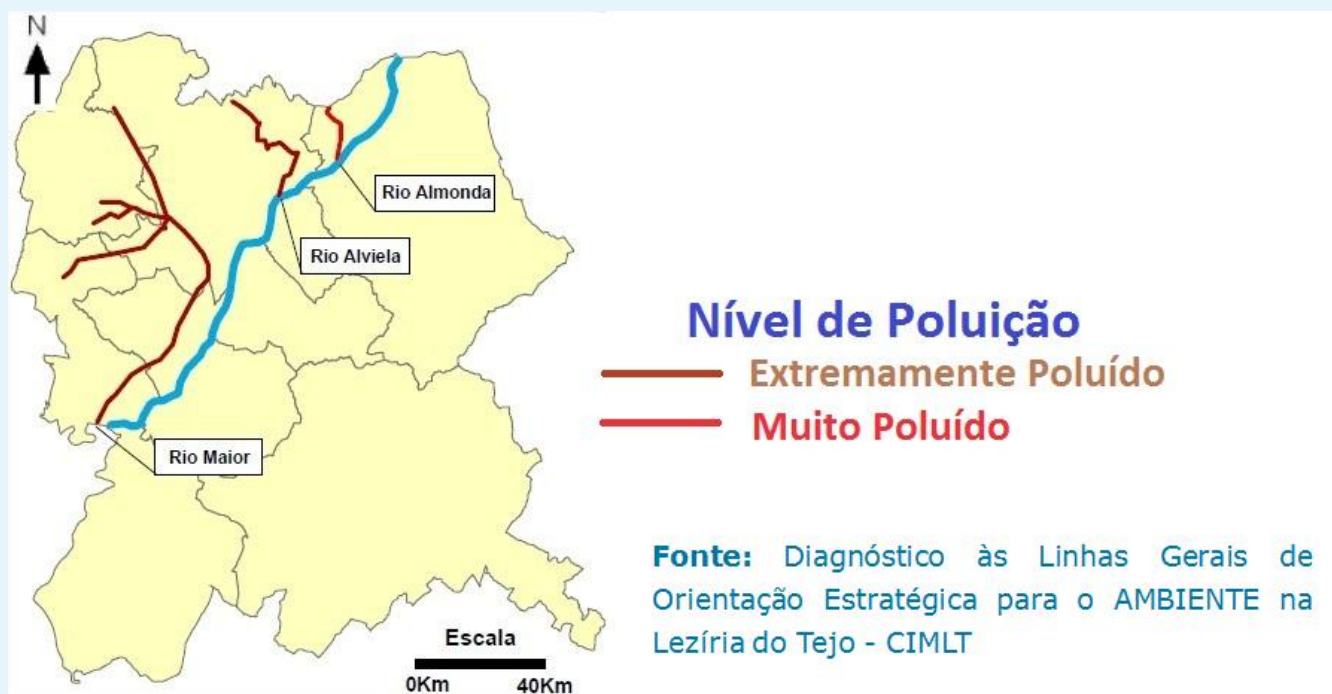 N
Rio Almonda
Rio Alviela
Rio Maior
Escala
0Km 40Km
Nível de Poluição
Extremamente Poluído
Muito Poluído
Fonte: Diagnóstico às Linhas Gerais de
Orientação Estratégica para o AMBIENTE na
Lezíria do Tejo - CIMLT